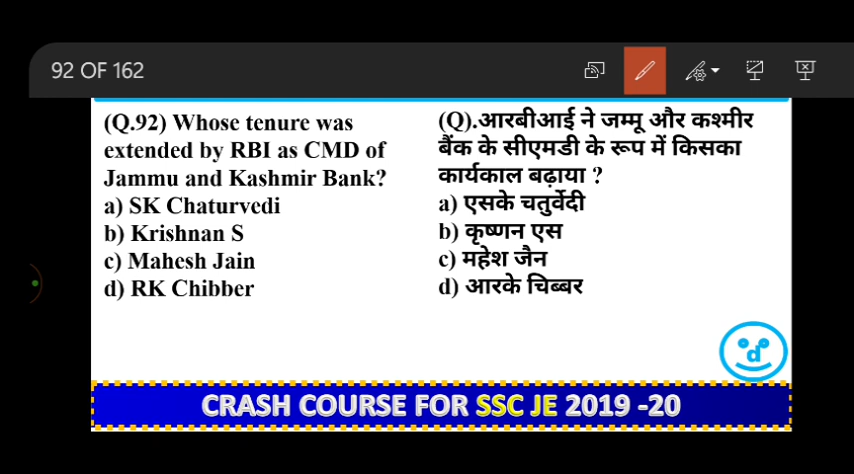 92 OF 162
(Q.92) Whose tenure was
extended by RBI as CMD of
Jammu and Kashmir Bank?
a) SK Chaturvedi
b) Krishnan S
c) Mahesh Jain
d) RK Chibber
(Q).आरबीआई ने जम्मू और कश्मीर
बैंक के सीएमडी के रूप में किसका
कार्यकाल बढ़ाया ?
a) एसके चतुर्वेदी
b) कृष्णन एस
c) महेश जैन
d) आरके चिब्बर
d
CRASH COURSE FOR SSC JE 2019 -20